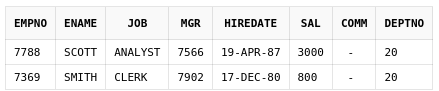 EMPNO ENAME JOB MGR HIREDATE SAL COMM DEPTNO
7788 SCOTT ANALYST 7566 19-APR-87 3000 - 20
7369 SMITH CLERK 7902 17-DEC-80 800 - 20